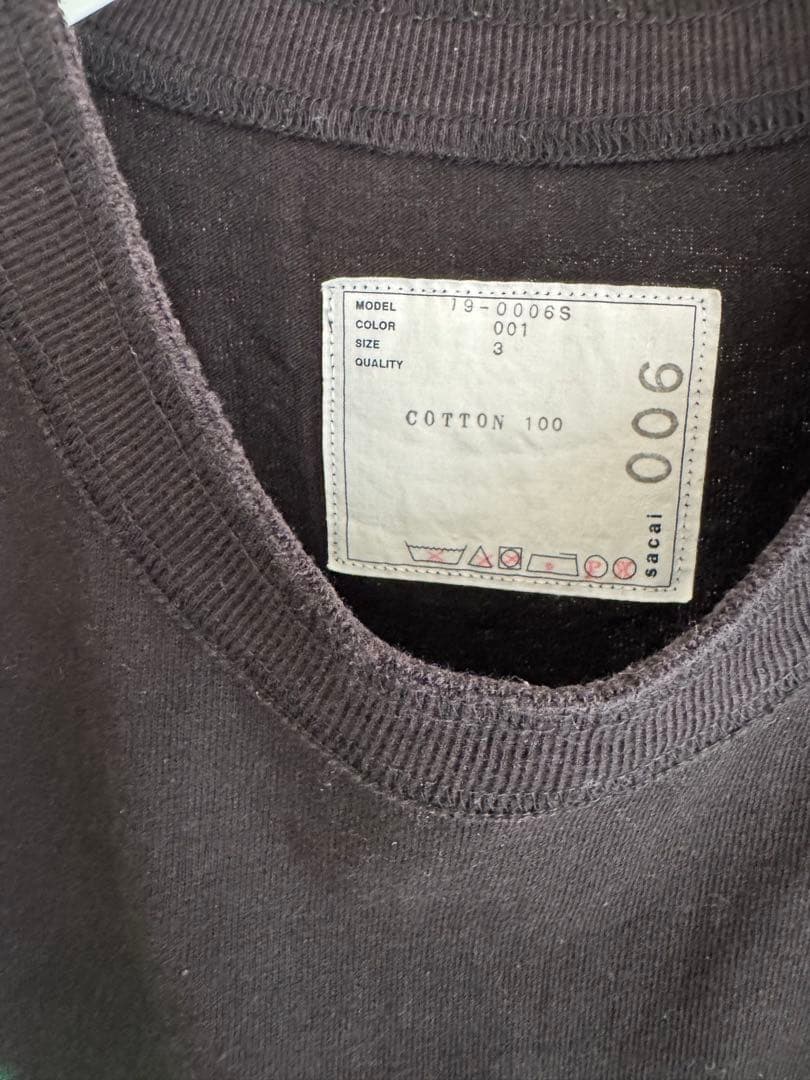 MODEL 19-0006S
COLOR 001
SIZE 3
QUALITY
COTTON 100
sacai 006
P